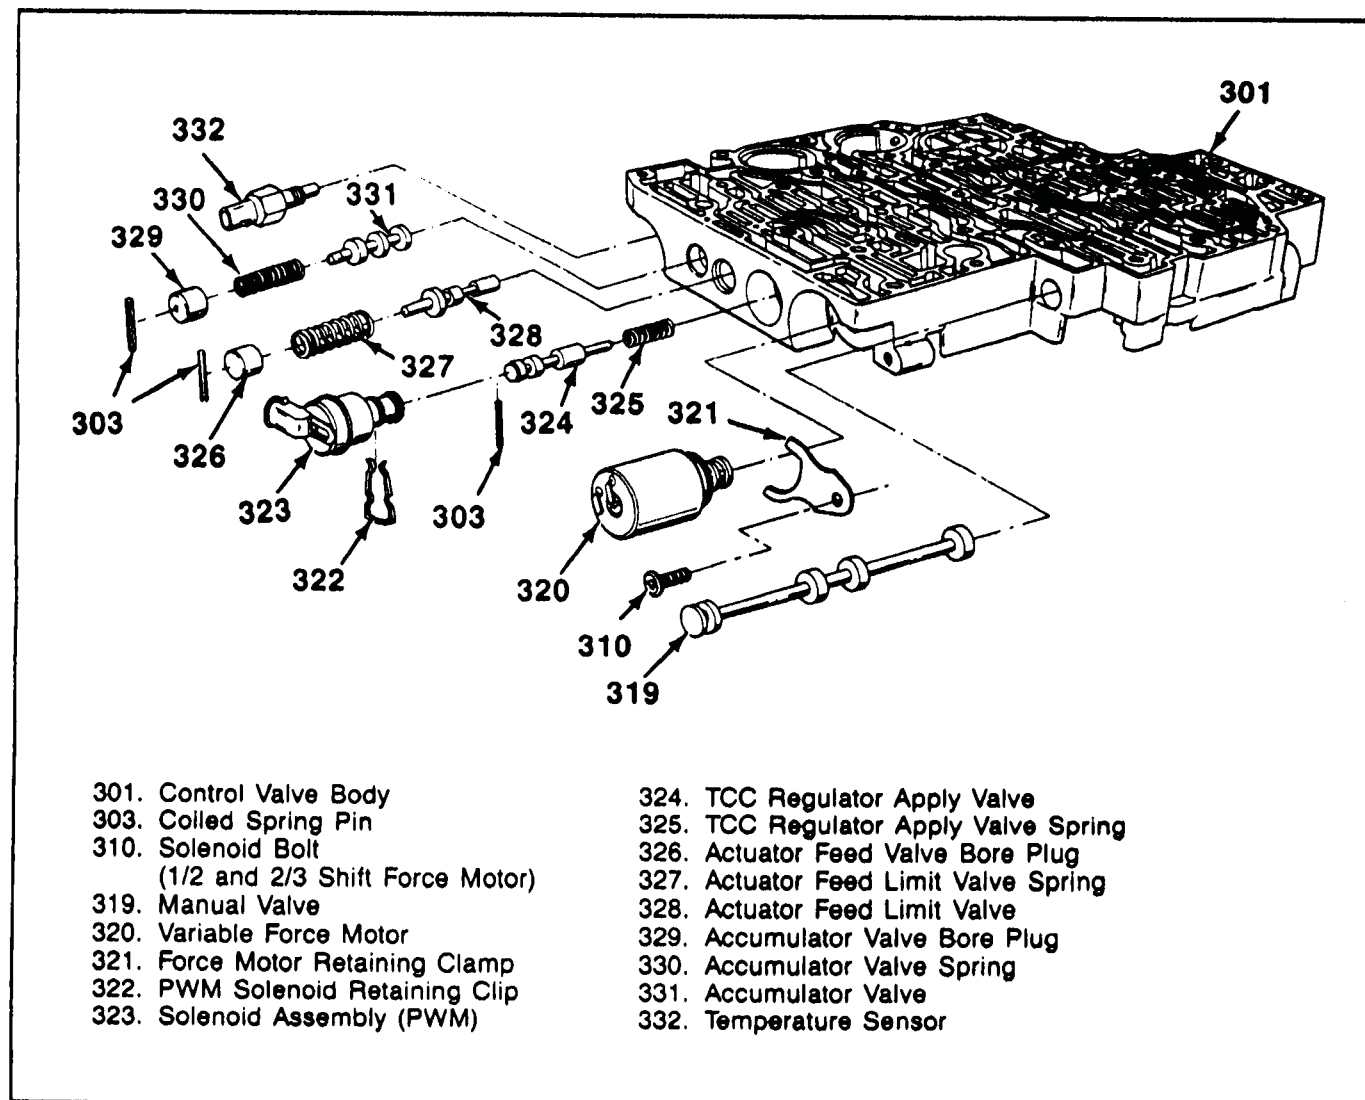 301
332
331
330
329
328
327
325
303
324
321
326
323
303
322
320
310
319
301. Control Valve Body
303. Coiled Spring Pin
310. Solenoid Bolt
(1/2 and 2/3 Shift Force Motor)
319. Manual Valve
320. Variable Force Motor
321. Force Motor Retaining Clamp
322. PWM Solenoid Retaining Clip
323. Solenoid Assembly (PWM)
324. TCC Regulator Apply Valve
325. TCC Regulator Apply Valve Spring
326. Actuator Feed Valve Bore Plug
327. Actuator Feed Limit Valve Spring
328. Actuator Feed Limit Valve
329. Accumulator Valve Bore Plug
330. Accumulator Valve Spring
331. Accumulator Valve
332. Temperature Sensor